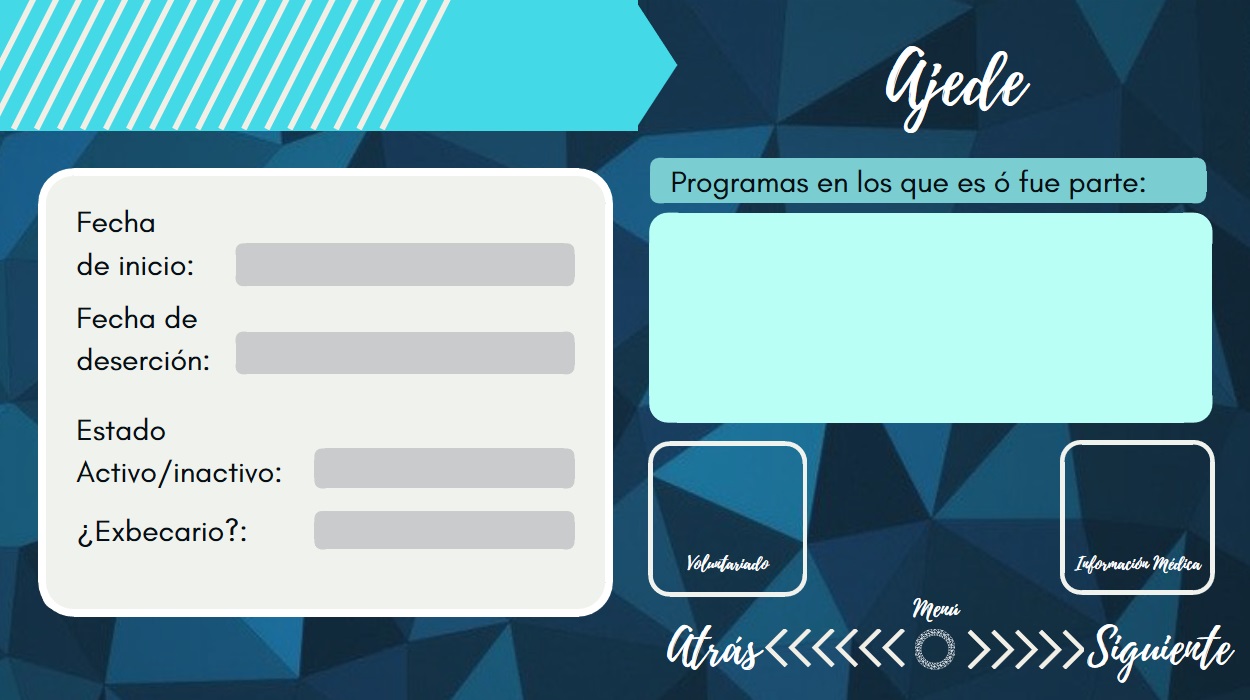 Ajede
Fecha
de inicio:
Fecha de
deserción:
Estado
Activo/inactivo:
¿Exbecario?:
Programas en los que es ó fue parte:
Voluntariado
Información Médica
Menú
Atrás
Siguiente